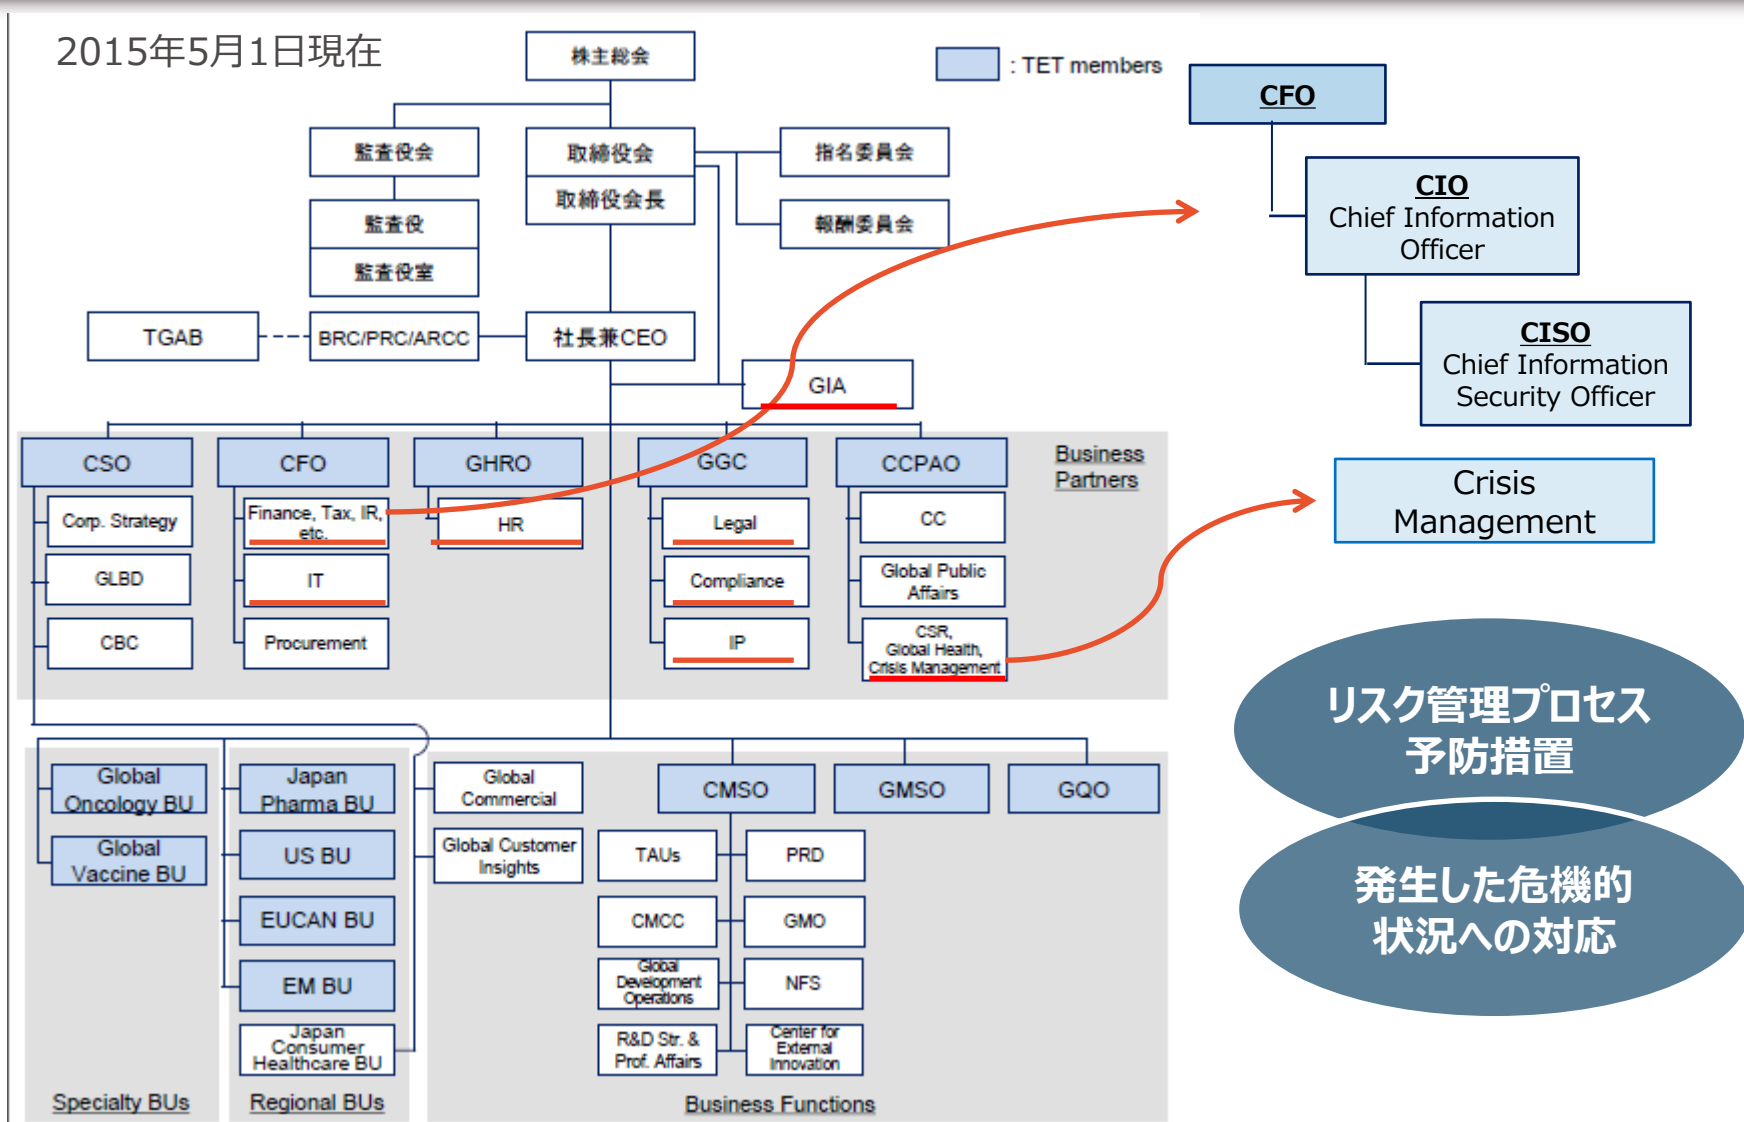 2015年5月1日現在
株主総会
: TET members
監査役会
取締役会
取締役会長
指名委員会
報酬委員会
監査役
監査役室
TGAB
BRC/PRC/ARCC
社長兼CEO
GIA
CFO
CIO
Chief Information
Officer
CISO
Chief Information
Security Officer
Crisis
Management
CSO
CFO
GHRO
GGC
CCPAO
Business
Partners
Corp. Strategy
GLBD
CBC
Finance, Tax, IR,
etc.
IT
Procurement
HR
Legal
Compliance
IP
CC
Global Public
Affairs
CSR,
Global Health,
Crisis Management
リスク管理プロセス
予防措置
発生した危機的
状況への対応
Global
Oncology BU
Global
Vaccine BU
Specialty BUs
Japan
Pharma BU
US BU
EUCAN BU
EM BU
Japan
Consumer
Healthcare BU
Regional BUs
Global
Commercial
Global Customer
Insights
CMSO
GMSO
GQO
TAUs
PRD
CMCC
GMO
Global
Development
Operations
NFS
R&D Str. &
Prof. Affairs
Center for
External
Innovation
Business Functions